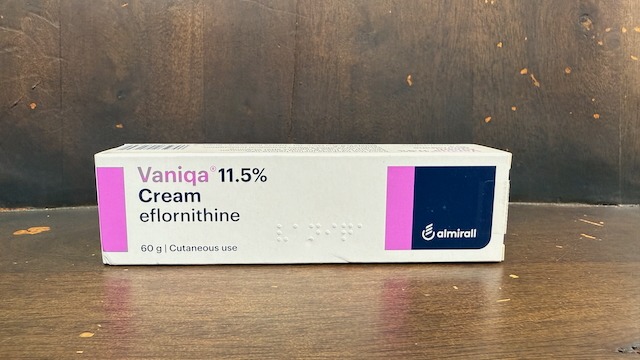 Vaniqa® 11.5%
Cream
eflornithine
60 g | Cutaneous use
almirall